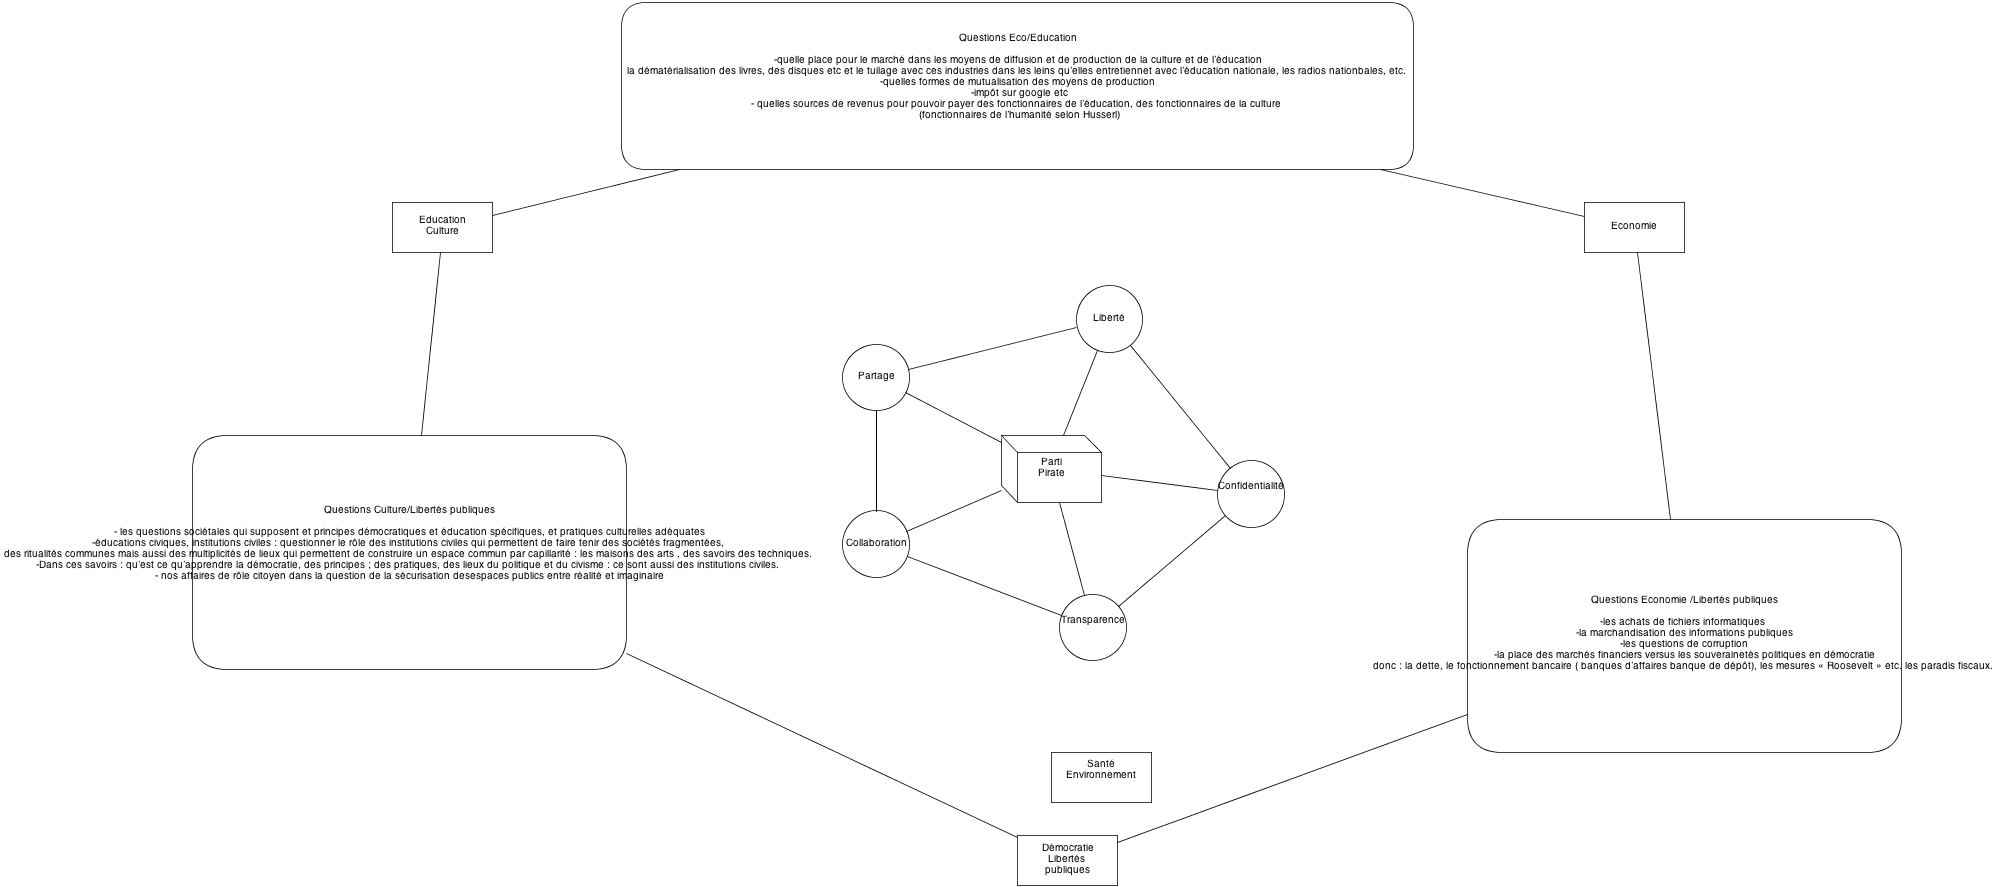 Questions Eco/Education
-quelle place pour le marché dans les moyens de diffusion et de production de la culture et de l'éducation
la dématérialisation des livres, des disques etc et le tuilage avec ces industries dans les leins qu'elles entretiennet avec l'éducation nationale, les radios nationbales, etc.
-quelles formes de mutualisation des moyens de production
-impôt sur google etc
- quelles sources de revenus pour pouvoir payer des fonctionnaires de l'éducation, des fonctionnaires de la culture
(fonctionnaires de l'humanité selon Husserl)
Education
Culture
Economie
Liberté
Partage
Parti
Pirate
Confidentialité
Collaboration
Transparence
Questions Culture/Libertés publiques
- les questions sociétales qui supposent et principes démocratiques et éducation spécifiques, et pratiques culturelles adéquates
-éducations civiques, institutions civiles : questionner le rôle des institutions civiles qui permettent de faire tenir des sociétés fragmentées,
des ritualités communes mais aussi des multiplicités de lieux qui permettent de construire un espace commun par capillarité : les maisons des arts , des savoirs des techniques.
-Dans ces savoirs : qu'est ce qu'apprendre la démocratie, des principes ; des pratiques, des lieux du politique et du civisme : ce sont aussi des institutions civiles.
- nos affaires de rôle citoyen dans la question de la sécurisation desespaces publics entre réalité et imaginaire
Questions Economie /Libertés publiques
-les achats de fichiers informatiques
-la marchandisation des informations publiques
-les questions de corruption
-la place des marchés financiers versus les souverainetés politiques en démocratie
donc : la dette, le fonctionnement bancaire ( banques d'affaires banque de dépôt), les mesures « Roosevelt » etc. les paradis fiscaux.
Santé
Environnement
Démocratie
Libertés
publiques